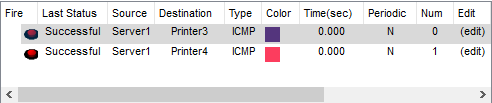 Fire Last Status Source Destination Type Color Time(sec) Periodic Num Edit
Successful Server1 Printer3 ICMP 0.000 N 0 (edit)
Successful Server1 Printer4 ICMP 0.000 N 1 (edit)